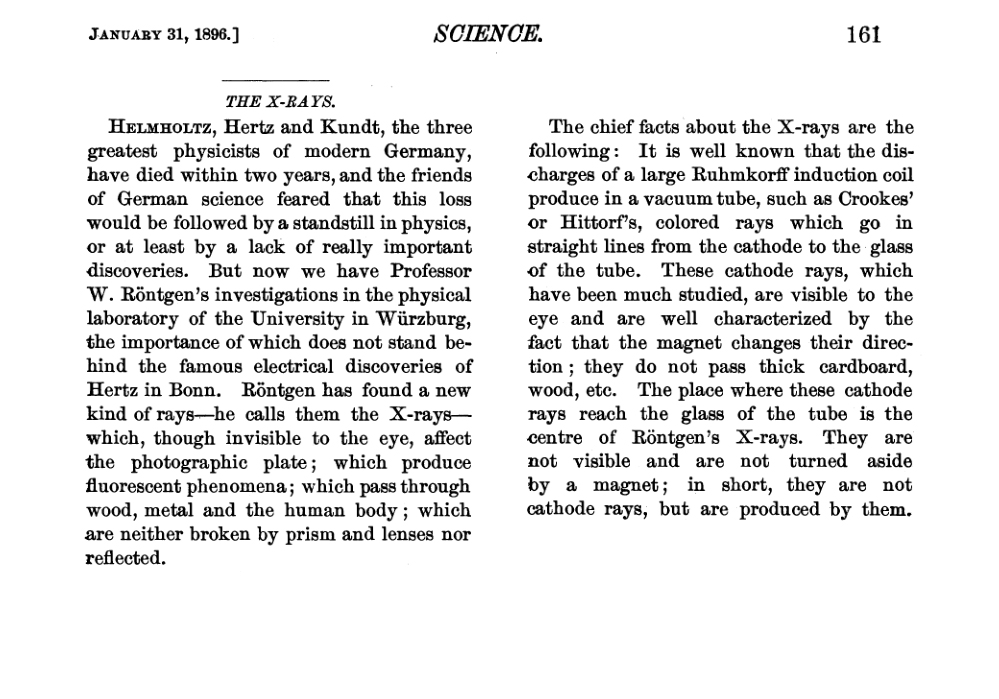 JANUARY 31, 1896.]
SCIENCE.
161
THE X-RAYS.
HELMHOLTZ, Hertz and Kundt, the three
greatest physicists of modern Germany,
have died within two years, and the friends
of German science feared that this loss
would be followed by a standstill in physics,
or at least by a lack of really important
discoveries. But now we have Professor
W. Röntgen's investigations in the physical
laboratory of the University in Würzburg,
the importance of which does not stand be-
hind the famous electrical discoveries of
Hertz in Bonn. Röntgen has found a new
kind of rays—he calls them the X-rays—
which, though invisible to the eye, affect
the photographic plate; which produce
fluorescent phenomena; which pass through
wood, metal and the human body; which
are neither broken by prism and lenses nor
reflected.
The chief facts about the X-rays are the
following: It is well known that the dis-
charges of a large Ruhmkorff induction coil
produce in a vacuum tube, such as Crookes'
or Hittorf's, colored rays which go in
straight lines from the cathode to the glass
of the tube. These cathode rays, which
have been much studied, are visible to the
eye and are well characterized by the
fact that the magnet changes their direc-
tion; they do not pass thick cardboard,
wood, etc. The place where these cathode
rays reach the glass of the tube is the
centre of Röntgen's X-rays. They are
not visible and are not turned aside
by a magnet; in short, they are not
cathode rays, but are produced by them.